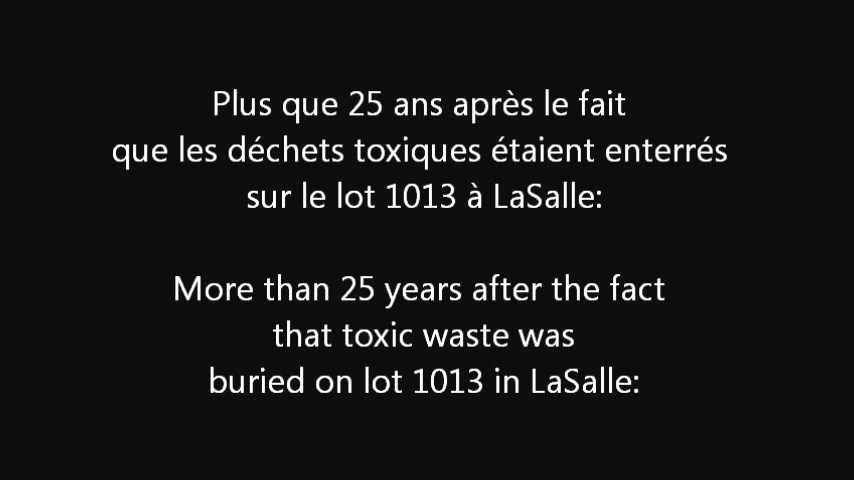 Plus que 25 ans après le fait
que les déchets toxiques étaient enterrés
sur le lot 1013 à LaSalle:
More than 25 years after the fact
that toxic waste was
buried on lot 1013 in LaSalle: